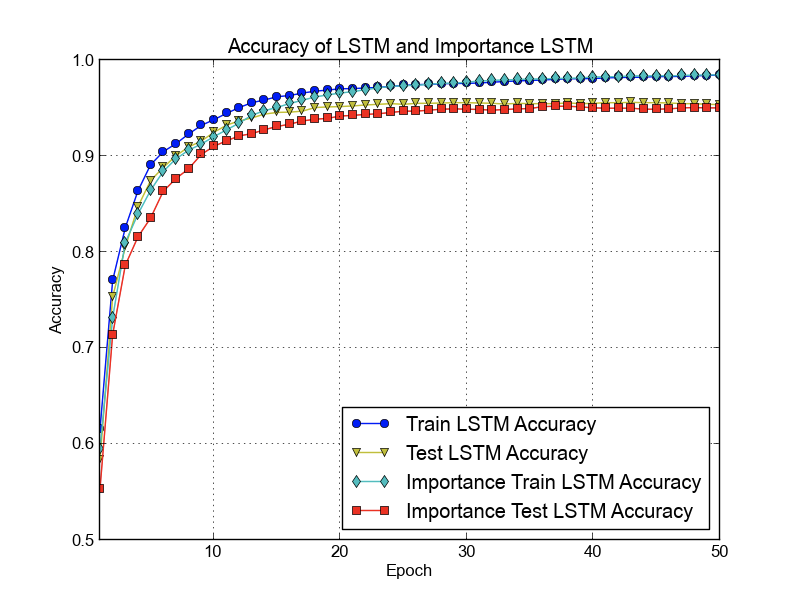 Accuracy of LSTM and Importance LSTM
1.0
0.9
0.8
0.7
0.6
0.5
Accuracy
10
20
30
40
50
Epoch
Train LSTM Accuracy
Test LSTM Accuracy
Importance Train LSTM Accuracy
Importance Test LSTM Accuracy